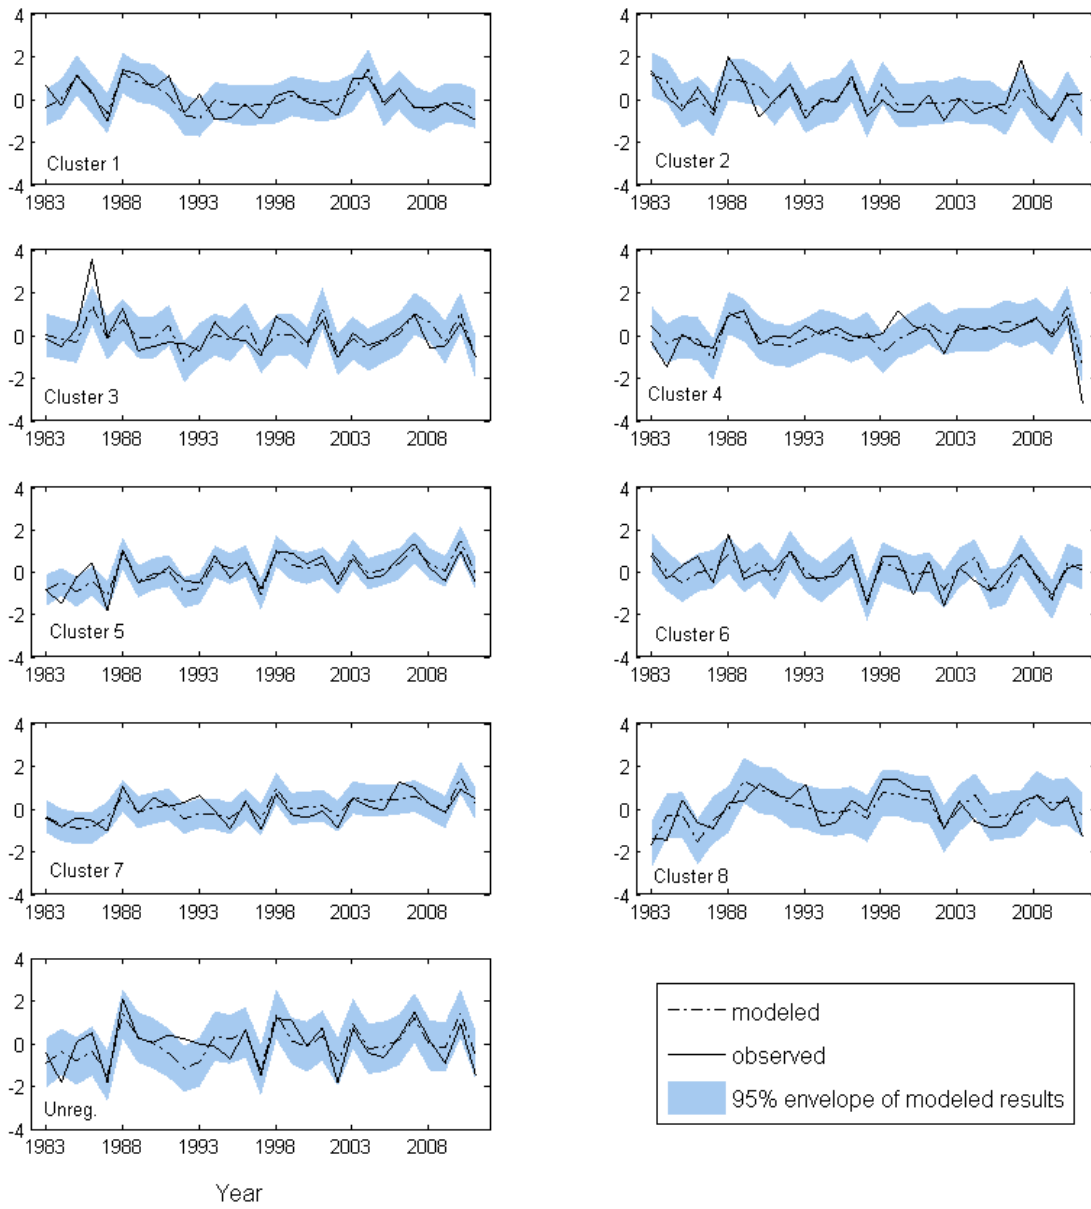 4
2
0
-2
-4
Cluster 1
1983 1988 1993 1998 2003 2008
4
2
0
-2
-4
Cluster 2
1983 1988 1993 1998 2003 2008
4
2
0
-2
-4
Cluster 3
1983 1988 1993 1998 2003 2008
4
2
0
-2
-4
Cluster 4
1983 1988 1993 1998 2003 2008
4
2
0
-2
-4
Cluster 5
1983 1988 1993 1998 2003 2008
4
2
0
-2
-4
Cluster 6
1983 1988 1993 1998 2003 2008
4
2
0
-2
-4
Cluster 7
1983 1988 1993 1998 2003 2008
4
2
0
-2
-4
Cluster 8
1983 1988 1993 1998 2003 2008
4
2
0
-2
-4
Unreg.
1983 1988 1993 1998 2003 2008
Year
modeled
observed
95% envelope of modeled results